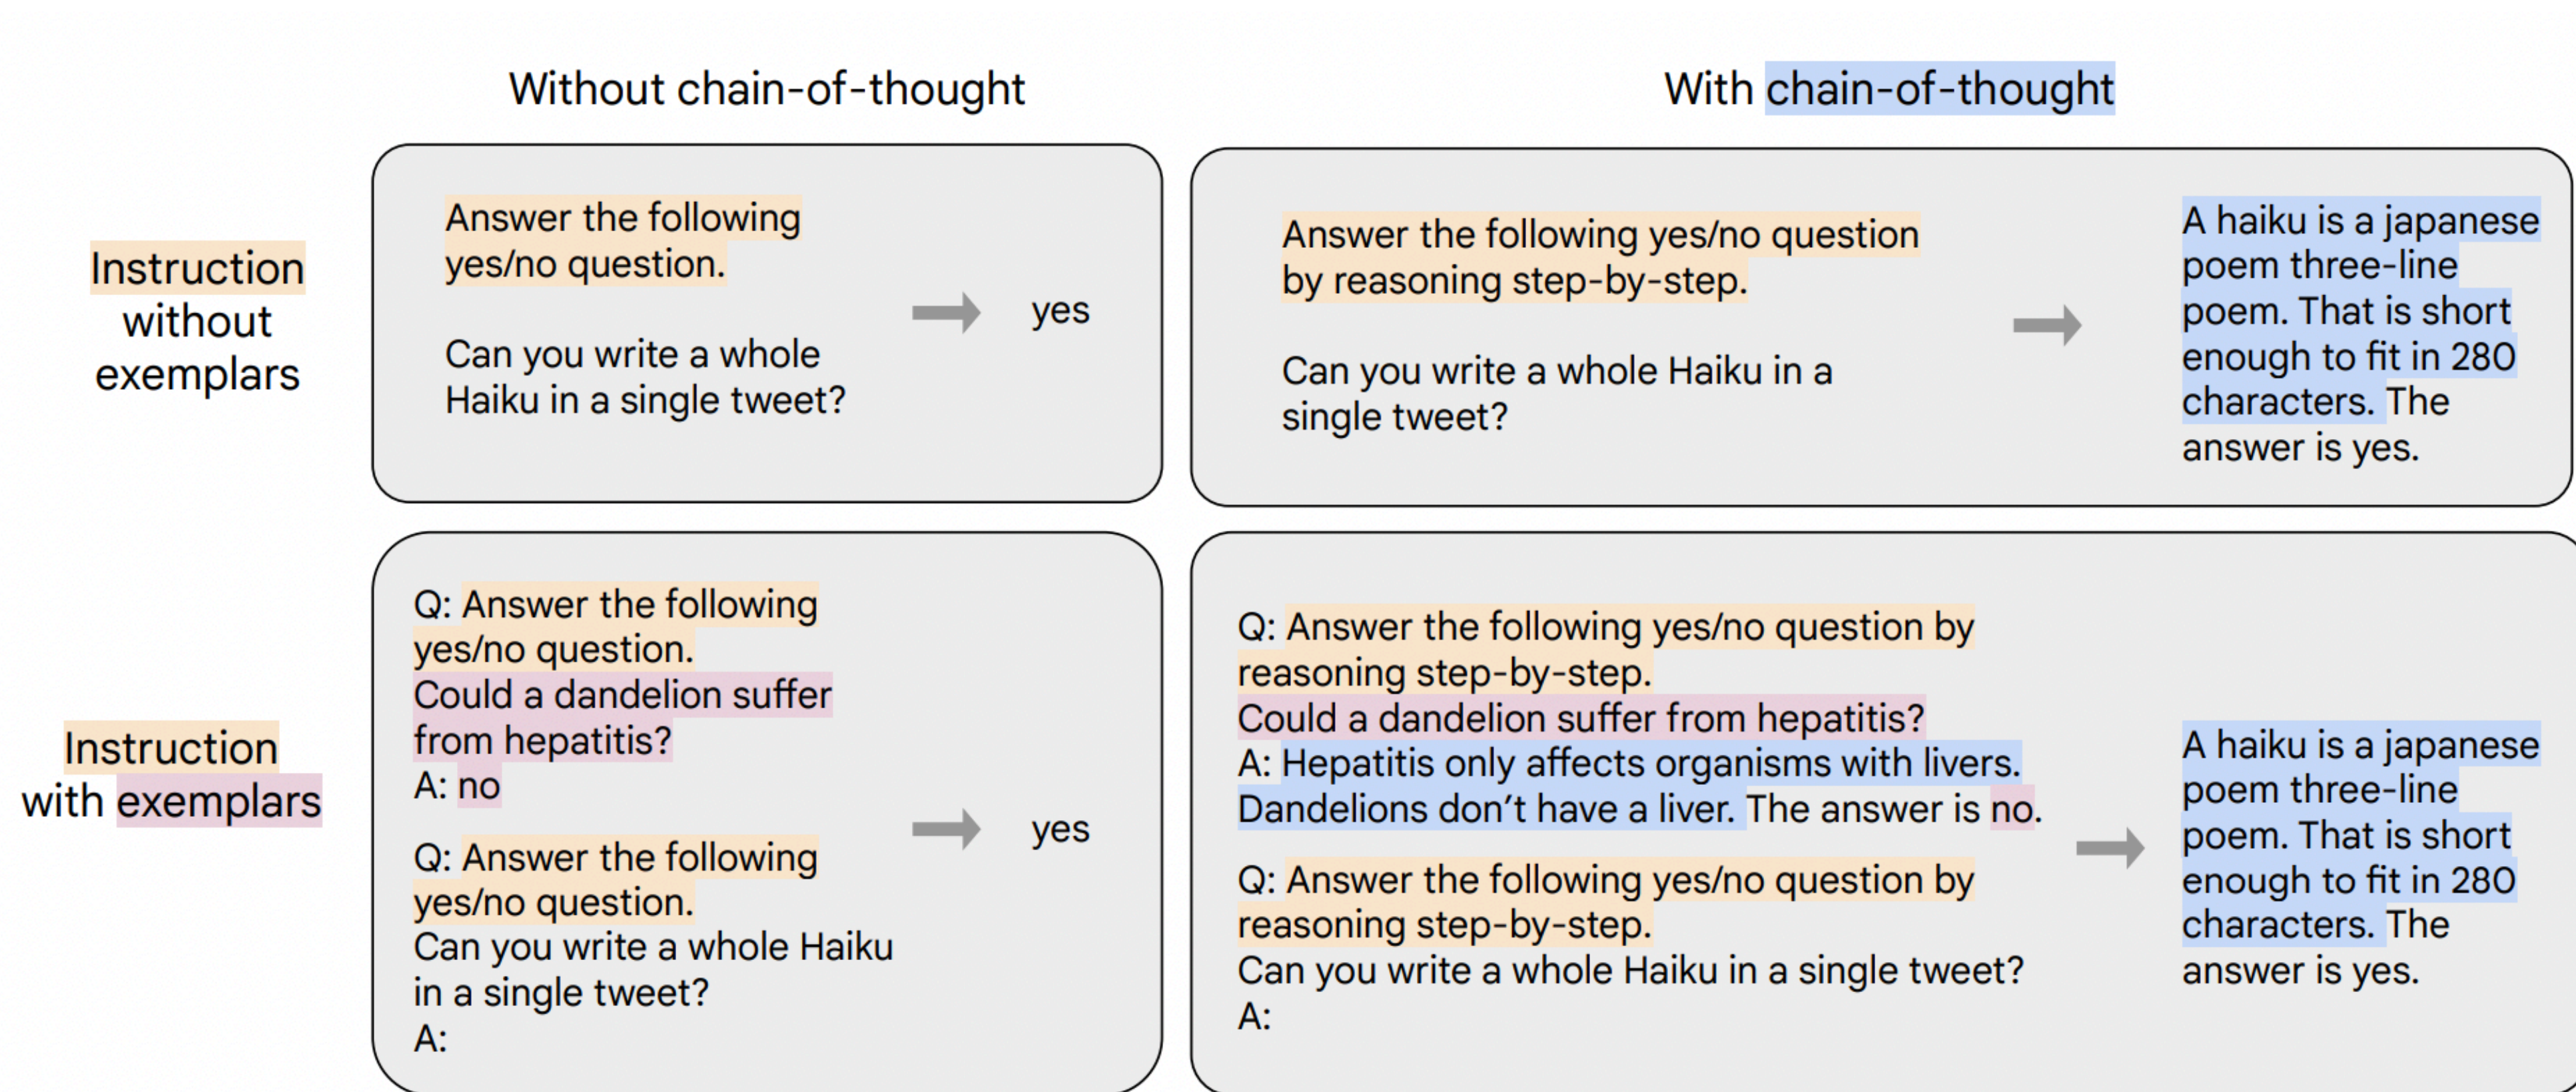 Without chain-of-thought
With chain-of-thought
Instruction
without
exemplars
Answer the following
yes/no question.
Can you write a whole
Haiku in a single tweet?
yes
Answer the following yes/no question
by reasoning step-by-step.
Can you write a whole Haiku in a
single tweet?
A haiku is a japanese
poem three-line
poem. That is short
enough to fit in 280
characters. The
answer is yes.
Instruction
with exemplars
Q: Answer the following
yes/no question.
Could a dandelion suffer
from hepatitis?
A: no
Q: Answer the following
yes/no question.
Can you write a whole Haiku
in a single tweet?
A:
yes
Q: Answer the following yes/no question by
reasoning step-by-step.
Could a dandelion suffer from hepatitis?
A: Hepatitis only affects organisms with livers.
Dandelions don’t have a liver. The answer is no.
Q: Answer the following yes/no question by
reasoning step-by-step.
Can you write a whole Haiku in a single tweet?
A:
A haiku is a japanese
poem three-line
poem. That is short
enough to fit in 280
characters. The
answer is yes.